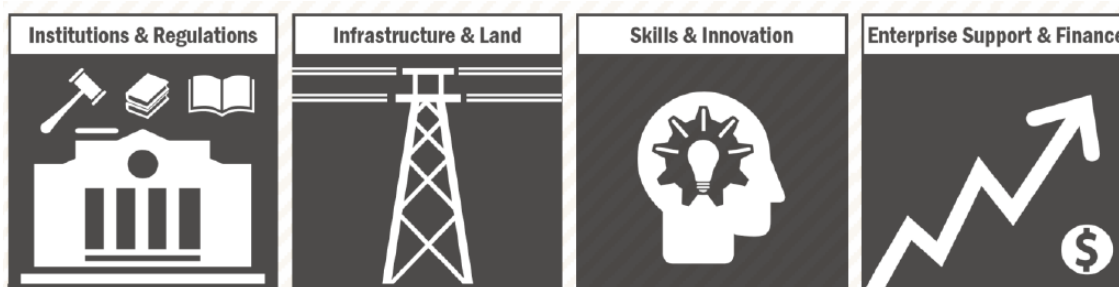 Institutions & Regulations
Infrastructure & Land
Skills & Innovation
Enterprise Support & Finance
$